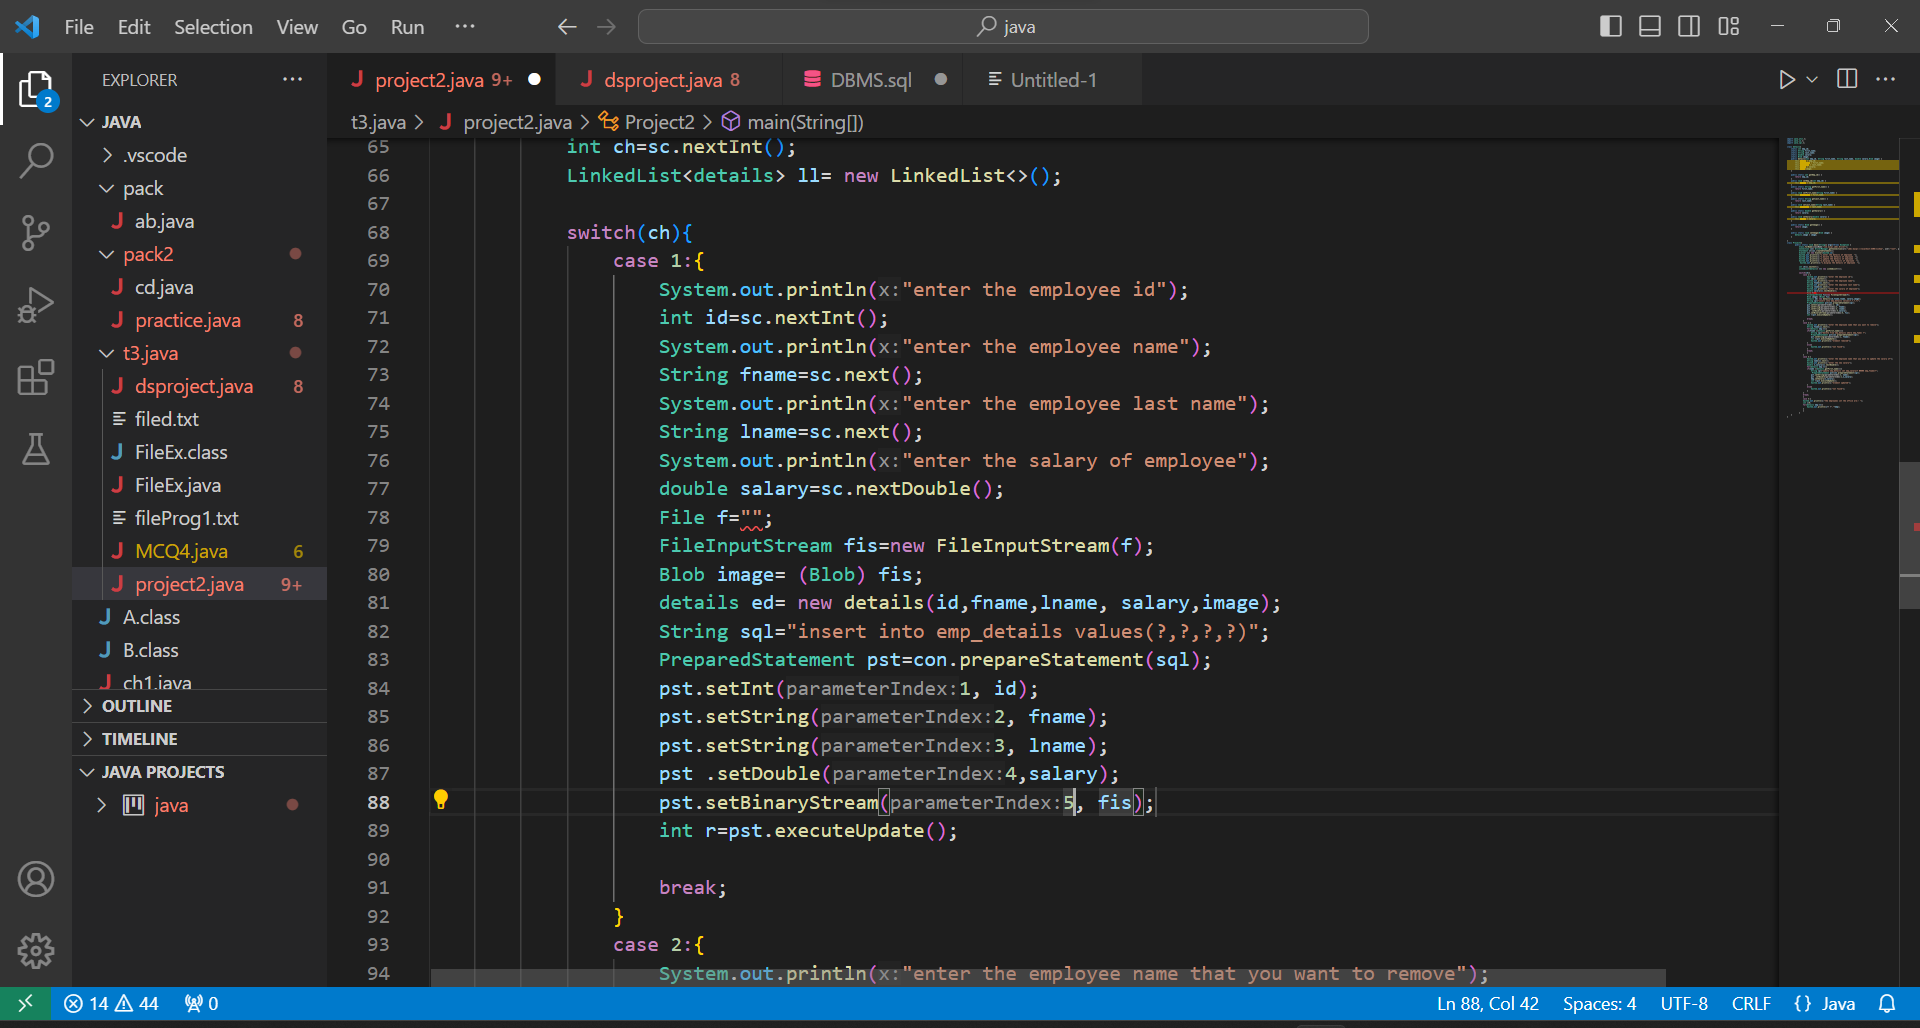 File Edit Selection View Go Run ···
java
EXPLORER ···
JAVA
.vscode
pack
ab.java
pack2
cd.java
practice.java 8
t3.java
dsproject.java 8
filed.txt
FileEx.class
FileEx.java
fileProg1.txt
MCQ4.java 6
project2.java 9+
A.class
B.class
ch1.java
OUTLINE
TIMELINE
JAVA PROJECTS
java
2
project2.java 9+ dsproject.java 8 DBMS.sql Untitled-1
t3.java > project2.java > Project2 > main(String[])
65 int ch=sc.nextInt();
66 LinkedList<details> ll= new LinkedList<>();
67
68 switch(ch){
69 case 1:{
70 System.out.println(x:"enter the employee id");
71 int id=sc.nextInt();
72 System.out.println(x:"enter the employee name");
73 String fname=sc.next();
74 System.out.println(x:"enter the employee last name");
75 String lname=sc.next();
76 System.out.println(x:"enter the salary of employee");
77 double salary=sc.nextDouble();
78 File f="";
79 FileInputStream fis=new FileInputStream(f);
80 Blob image= (Blob) fis;
81 details ed= new details(id,fname,lname, salary,image);
82 String sql="insert into emp_details values(?,?,?,?)";
83 PreparedStatement pst=con.prepareStatement(sql);
84 pst.setInt(parameterIndex:1, id);
85 pst.setString(parameterIndex:2, fname);
86 pst.setString(parameterIndex:3, lname);
87 pst .setDouble(parameterIndex:4,salary);
88 pst.setBinaryStream(parameterIndex:5, fis);
89 int r=pst.executeUpdate();
90
91 break;
92 }
93 case 2:{
94 System.out.println(x:"enter the employee name that you want to remove");
14 44 0
Ln 88, Col 42 Spaces: 4 UTF-8 CRLF {} Java